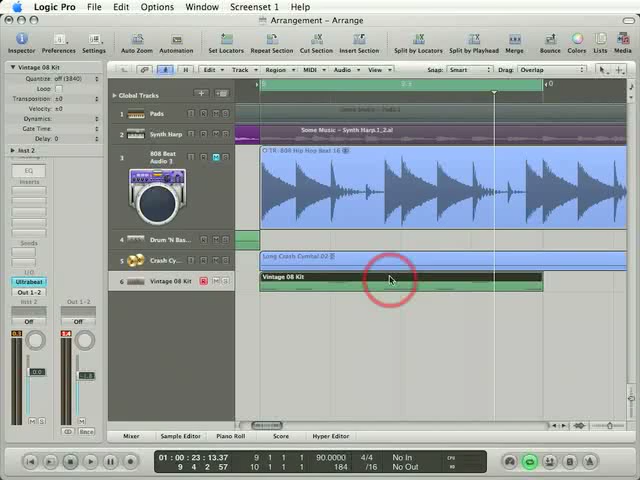 Logic Pro File Edit Options Window Screenset 1 Help
Arrangement – Arrange
Inspector Preferences Settings Auto Zoom Automation Set Locators Repeat Section Cut Section Insert Section Split by Locators Split by Playhead Merge Bounce Colors Lists Media
Vintage 08 Kit
Edit Track Region MIDI Audio View Snap: Smart Drag: Overlap
Quantize: off (3840)
Loop:
Transposition: ±0
Velocity: ±0
Dynamics:
Gate Time:
Delay: 0
Inst 2
EQ
Inserts
Sends
I/O
Ultrabeat
Out 1-2
Inst 2 Out 1-2
Off Off
M S M
Bnce
Global Tracks
1 Pads
2 Synth Harp
Some Music – Synth Harp.1_2.al
3 808 Beat
Audio 3
TR-808 Hip Hop Beat 16
4 Drum 'N Bas...
5 Crash Cy...
Long Crash Cymbal 02
6 Vintage 08 Kit R M S
Vintage 08 Kit
Mixer Sample Editor Piano Roll Score Hyper Editor
01 : 00 : 23 : 13.37 9 1 1 1 90.0000 4/4 No In CPU
9 4 2 57 10 1 1 1 184 /16 No Out